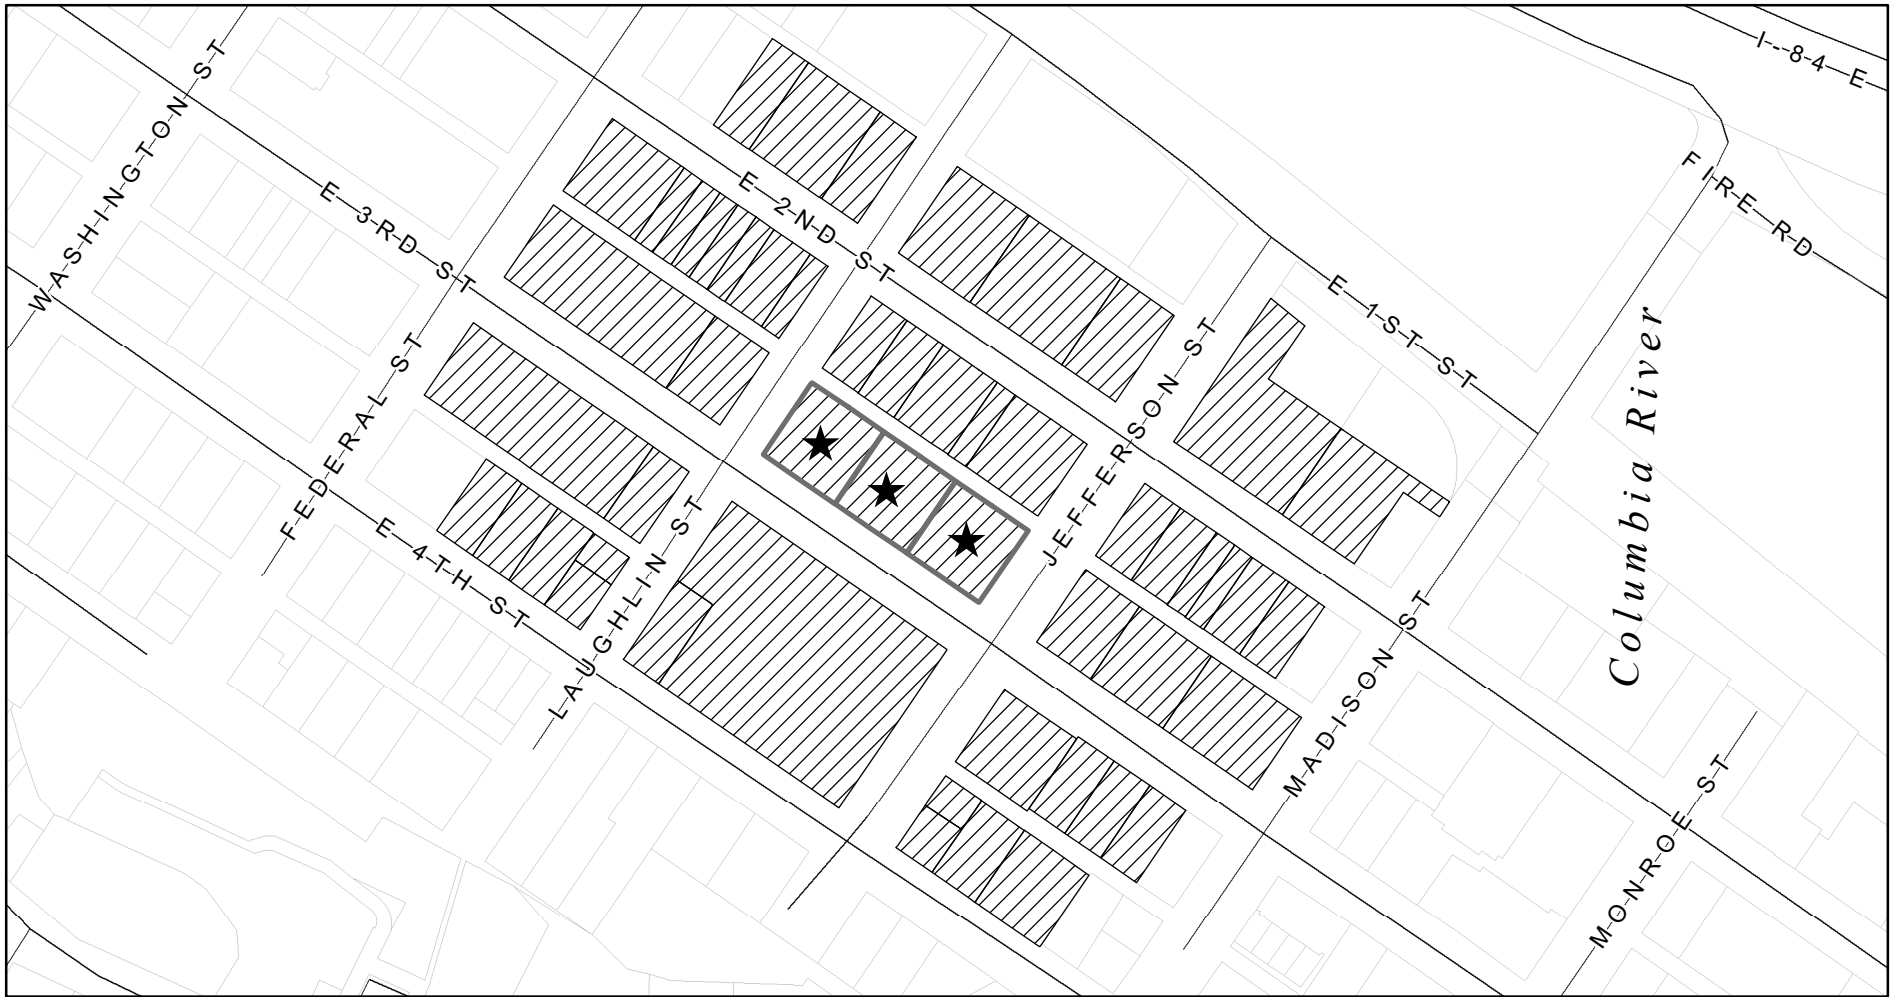 I--84 E
WASHINGTON ST
FIRE RD
E 2ND ST
E 3RD ST
E 1ST ST
FEDERAL ST
JEFFERSON ST
Columbia River
E 4TH ST
LAUGHLIN ST
MADISON ST
MONROE ST